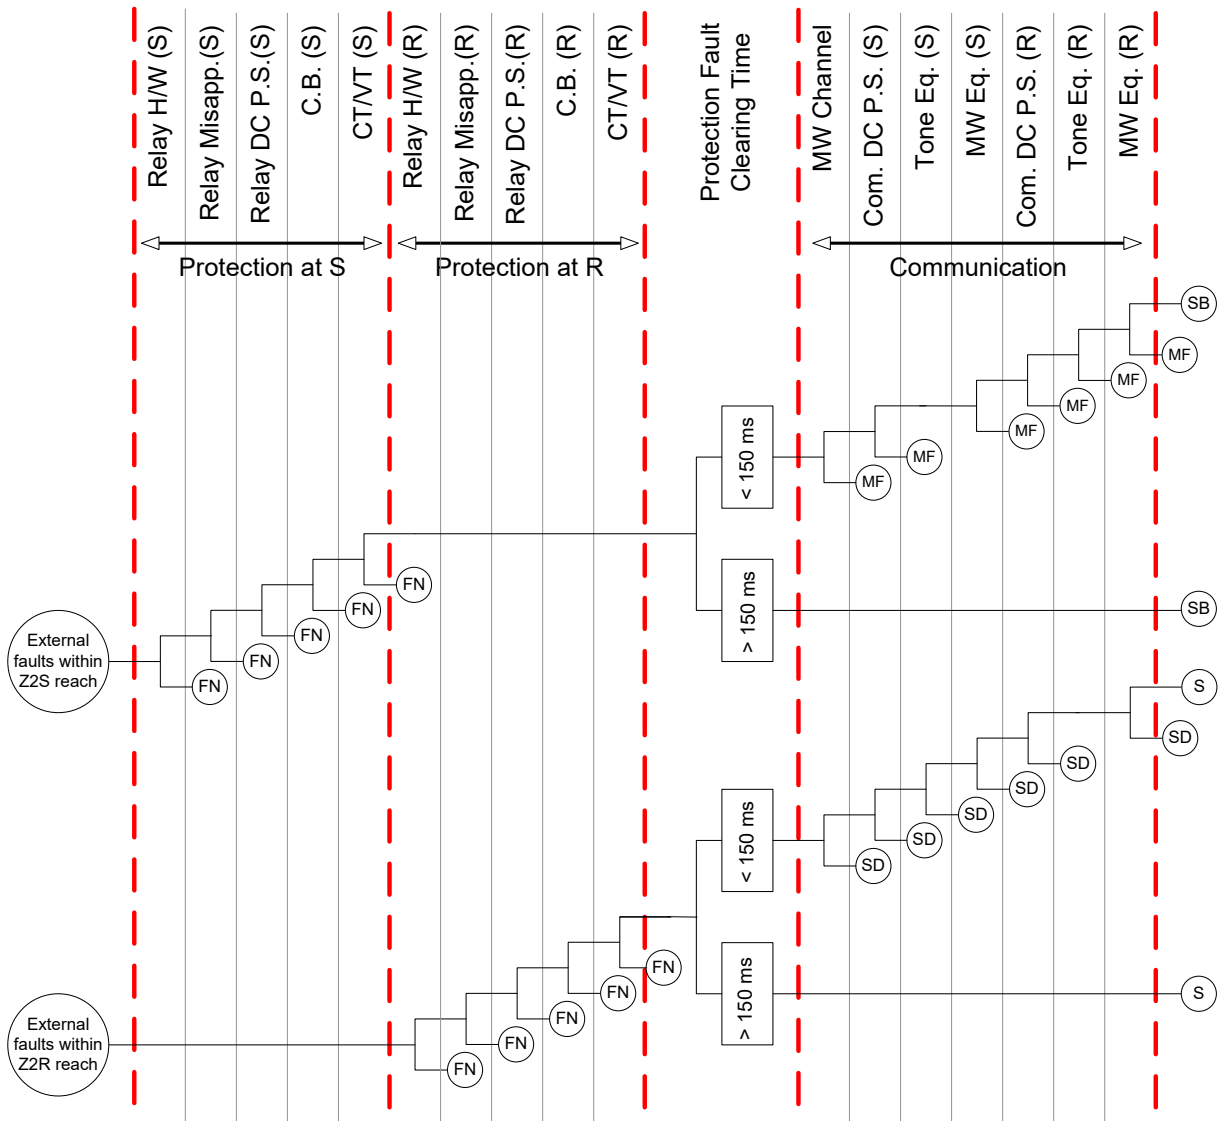 Relay H/W (S)
Relay Misapp.(S)
Relay DC P.S.(S)
C.B. (S)
CT/VT (S)
Relay H/W (R)
Relay Misapp.(R)
Relay DC P.S.(R)
C.B. (R)
CT/VT (R)
Protection Fault
Clearing Time
MW Channel
Com. DC P.S. (S)
Tone Eq. (S)
MW Eq. (S)
Com. DC P.S. (R)
Tone Eq. (R)
MW Eq. (R)
Protection at S
Protection at R
Communication
SB
MF
MF
MF
MF
MF
MF
< 150 ms
> 150 ms
SB
FN
FN
FN
FN
FN
External
faults within
Z2S reach
S
SD
SD
SD
SD
SD
SD
< 150 ms
> 150 ms
S
FN
FN
FN
FN
FN
External
faults within
Z2R reach